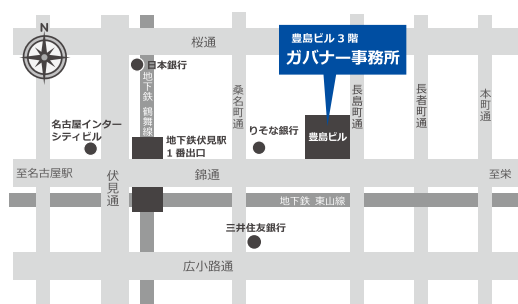 N
桜通
豊島ビル3階
ガバナー事務所
日本銀行
地下鉄 鶴舞線
桑名町通
長島町通
長者町通
本町通
名古屋インター
シティビル
地下鉄伏見駅
1番出口
りそな銀行
豊島ビル
至名古屋駅
伏見通
錦通
至栄
地下鉄 東山線
三井住友銀行
広小路通